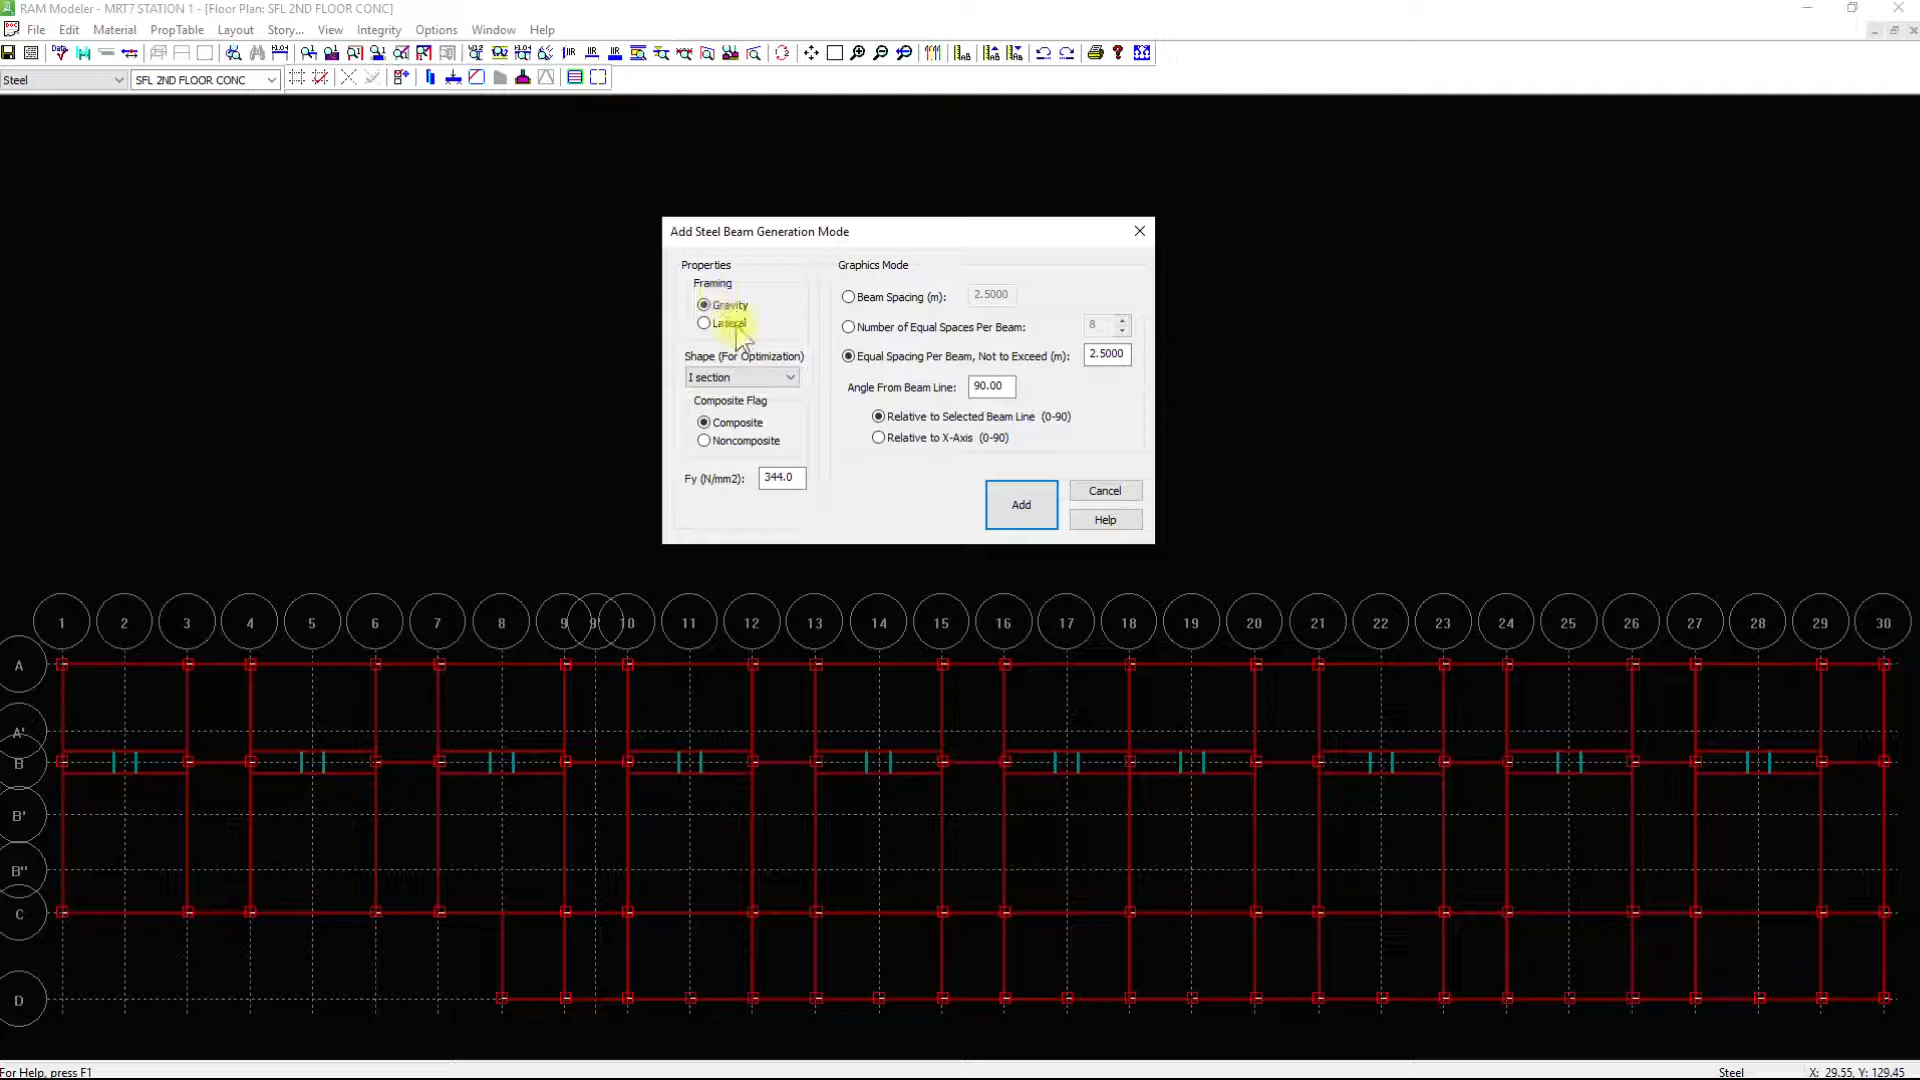 RAM Modeler - MRT7 STATION 1 - [Floor Plan: SFL 2ND FLOOR CONC]
File Edit Material PropTable Layout Story... View Integrity Options Window Help
Steel SFL 2ND FLOOR CONC
Add Steel Beam Generation Mode
Properties
Framing
Gravity
Lateral
Shape (For Optimization)
I section
Composite Flag
Composite
Noncomposite
Fy (N/mm2): 344.0
Graphics Mode
Beam Spacing (m): 2.5000
Number of Equal Spaces Per Beam: 8
Equal Spacing Per Beam, Not to Exceed (m): 2.5000
Angle From Beam Line: 90.00
Relative to Selected Beam Line (0-90)
Relative to X-Axis (0-90)
Add
Cancel
Help
1 2 3 4 5 6 7 8 9 9' 10 11 12 13 14 15 16 17 18 19 20 21 22 23 24 25 26 27 28 29 30
A
A'
B
B'
B"
C
D
For Help, press F1 Steel X: 29.55, Y: 129.45